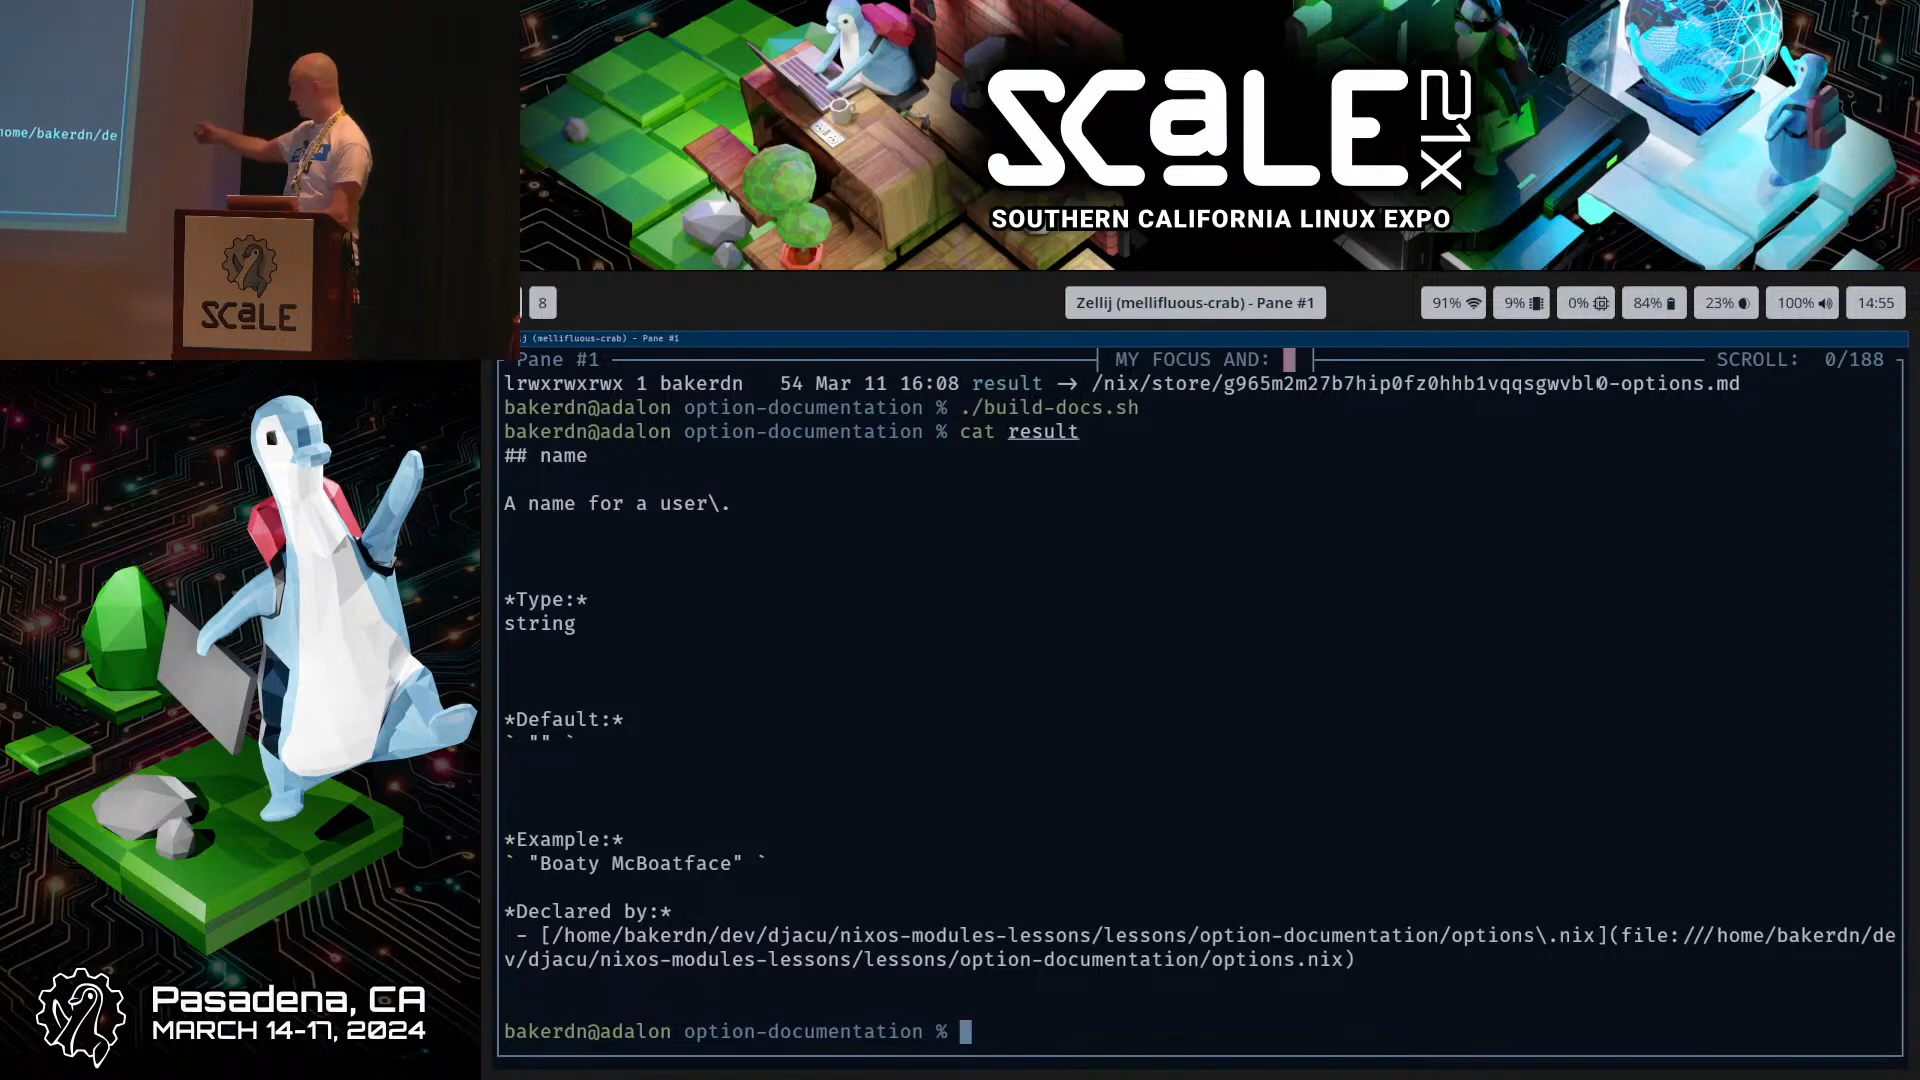 home/bakerdn/de
SCaLE
SCaLE 21x
SOUTHERN CALIFORNIA LINUX EXPO
8
Zellij (mellifluous-crab) - Pane #1
91%
9%
0%
84%
23%
100%
14:55
j (mellifluous-crab) - Pane #1
Pane #1
MY FOCUS AND:
SCROLL: 0/188
lrwxrwxrwx 1 bakerdn 54 Mar 11 16:08 result → /nix/store/g965m2m27b7hip0fz0hhb1vqqsgwvbl0-options.md
bakerdn@adalon option-documentation % ./build-docs.sh
bakerdn@adalon option-documentation % cat result
## name
A name for a user\.
*Type:*
string
*Default:*
` "" `
*Example:*
` "Boaty McBoatface" `
*Declared by:*
- [/home/bakerdn/dev/djacu/nixos-modules-lessons/lessons/option-documentation/options\.nix](file:///home/bakerdn/de
v/djacu/nixos-modules-lessons/lessons/option-documentation/options.nix)
bakerdn@adalon option-documentation %
Pasadena, CA
MARCH 14-17, 2024